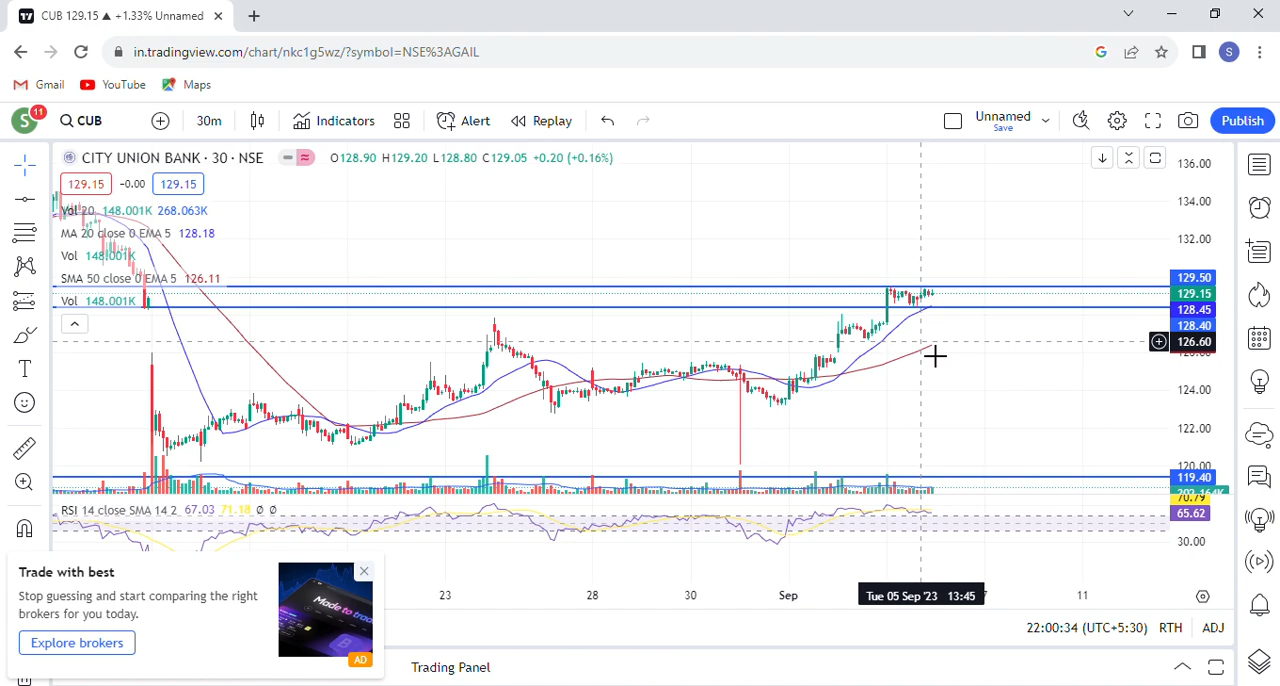 CUB 129.15 ▲ +1.33% Unnamed
in.tradingview.com/chart/nkc1g5wz/?symbol=NSE%3AGAIL
S
Gmail YouTube Maps
S 11 CUB 30m Indicators Alert Replay Unnamed Save Publish
CITY UNION BANK · 30 · NSE O128.90 H129.20 L128.80 C129.05 +0.20 (+0.16%)
129.15 -0.00 129.15
Vol 20 148.001K 268.063K
MA 20 close 0 EMA 5 128.18
Vol 148.001K
SMA 50 close 0 EMA 5 126.11
Vol 148.001K
136.00
134.00
132.00
129.50
129.15
128.45
128.40
126.60
124.00
122.00
120.00
119.40
RSI 14 close SMA 14 2 67.03 71.18 Ø Ø
70.79
65.62
30.00
23 28 30 Sep Tue 05 Sep '23 13:45 11
Trade with best
Stop guessing and start comparing the right
brokers for you today.
Explore brokers
Made to trad
AD
22:00:34 (UTC+5:30) RTH ADJ
Trading Panel